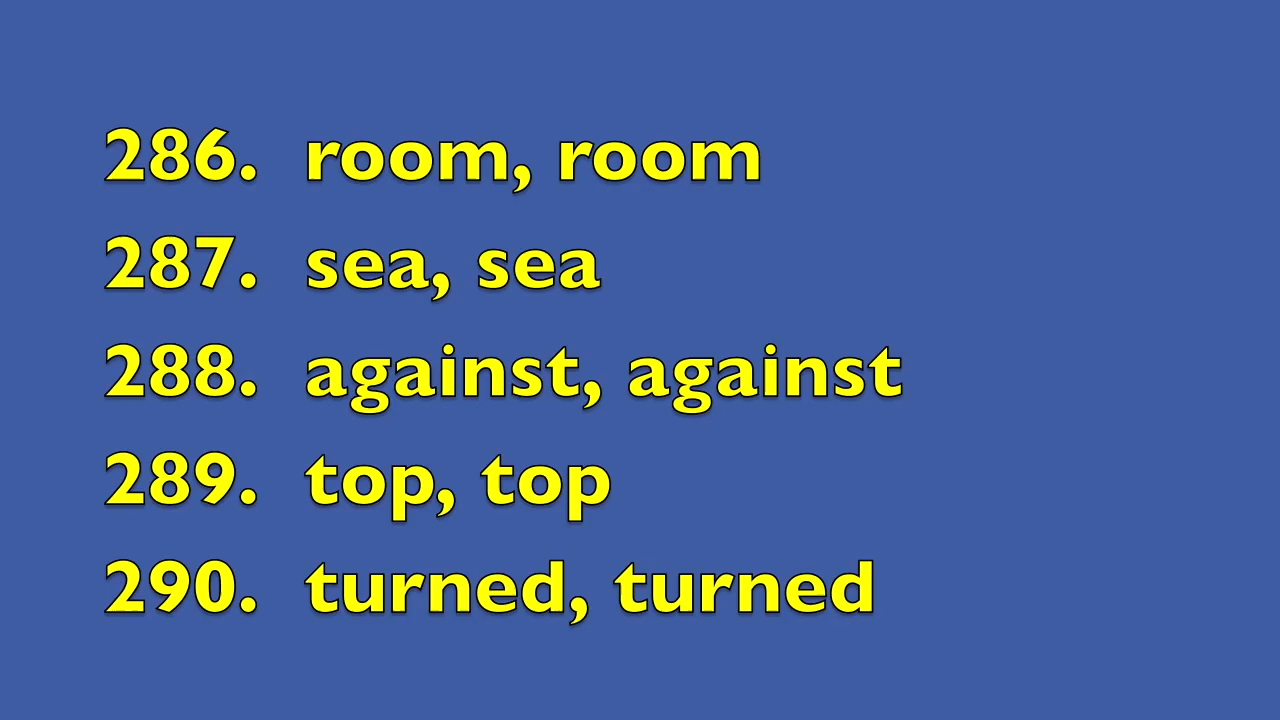 286. room, room
287. sea, sea
288. against, against
289. top, top
290. turned, turned